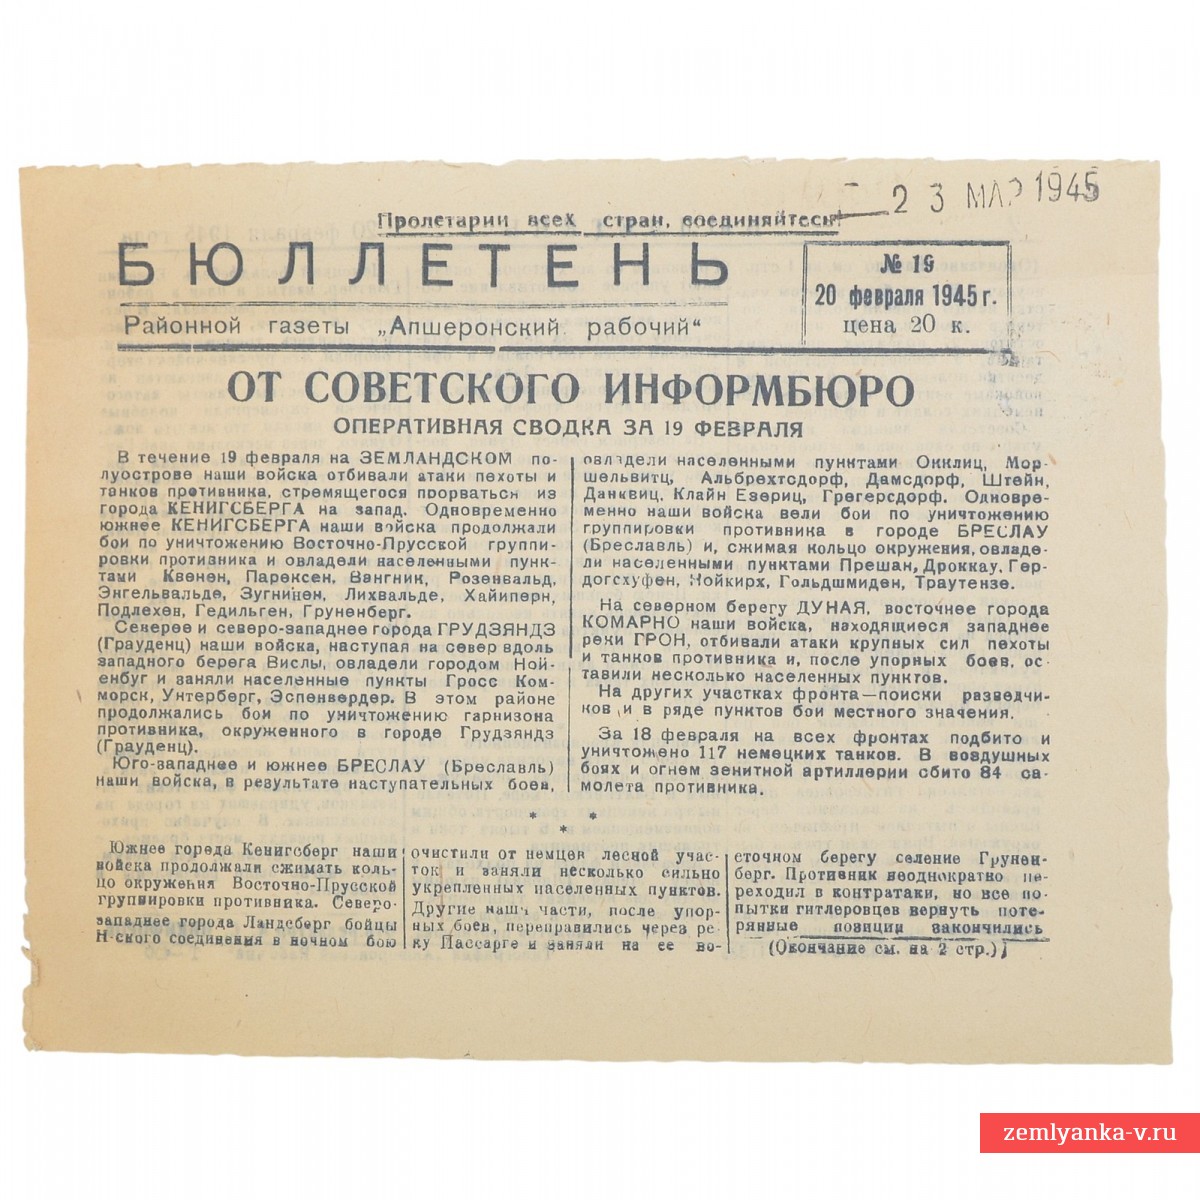 23 МАР 1945
Пролетарии всех стран, соединяйтесь!
БЮЛЛЕТЕНЬ
Районной газеты „Апшеронский рабочий“
№ 19
20 февраля 1945 г.
цена 20 к.
ОТ СОВЕТСКОГО ИНФОРМБЮРО
ОПЕРАТИВНАЯ СВОДКА ЗА 19 ФЕВРАЛЯ
В течение 19 февраля на ЗЕМЛАНДСКОМ по-
луострове наши войска отбивали атаки пехоты и
танков противника, стремящегося прорваться из
города КЕНИГСБЕРГА на запад. Одновременно
южнее КЕНИГСБЕРГА наши войска продолжали
бои по уничтожению Восточно-Прусской группи-
ровки противника и овладели населенными пунк-
тами Квенен, Парексен, Вангник, Розенвальд,
Энгельвальде, Зугнинен, Лихвальде, Хайиперн,
Подлехен, Гедильген, Груненберг.
Северее и северо-западнее города ГРУДЗЯНДЗ
(Грауденц) наши войска, наступая на север вдоль
западного берега Вислы, овладели городом Ной-
енбуг и заняли населенные пункты Гросс Ком-
морск, Унтерберг, Эспенвердер. В этом районе
продолжались бои по уничтожению гарнизона
противника, окруженного в городе Грудзяндз
(Грауденц).
Юго-западнее и южнее БРЕСЛАУ (Бреславль)
наши войска, в результате наступательных боев,
овладели населенными пунктами Окклиц, Мор-
шельвитц, Альбрехтсдорф, Дамсдорф, Штейн,
Данквиц, Клайн Езериц, Грегерсдорф. Одновре-
менно наши войска вели бои по уничтожению
группировки противника в городе БРЕСЛАУ
(Бреславль) и, сжимая кольцо окружения, овладе-
ли населенными пунктами Прешан, Дроккау, Гер-
догсхуфен, Нойкирх, Гольдшмиден, Траутензе.
На северном берегу ДУНАЯ, восточнее города
КОМАРНО наши войска, находящиеся западнее
реки ГРОН, отбивали атаки крупных сил пехоты
и танков противника и, после упорных боев, ос-
тавили несколько населенных пунктов.
На других участках фронта—поиски разведчи-
ков и в ряде пунктов бои местного значения.
За 18 февраля на всех фронтах подбито и
уничтожено 117 немецких танков. В воздушных
боях и огнем зенитной артиллерии сбито 84 са-
молета противника.
* * *
Южнее города Кенигсберг наши
войска продолжали сжимать коль-
цо окружения Восточно-Прусской
группировки противника. Северо-
западнее города Ландсберг бойцы
Н-ского соединения в ночном бою
очистили от немцев лесной учас-
ток и заняли несколько сильно
укрепленных населенных пунктов.
Другие наши части, после упор-
ных боев, переправились через ре
ку Пассарге и заняли на ее во-
сточном берегу селение Грунен-
берг. Противник неоднократно пе-
реходил в контратаки, но все по-
пытки гитлеровцев вернуть поте-
рянные позиции закончились
(Окончание см. на 2 стр.)
zemlyanka-v.ru